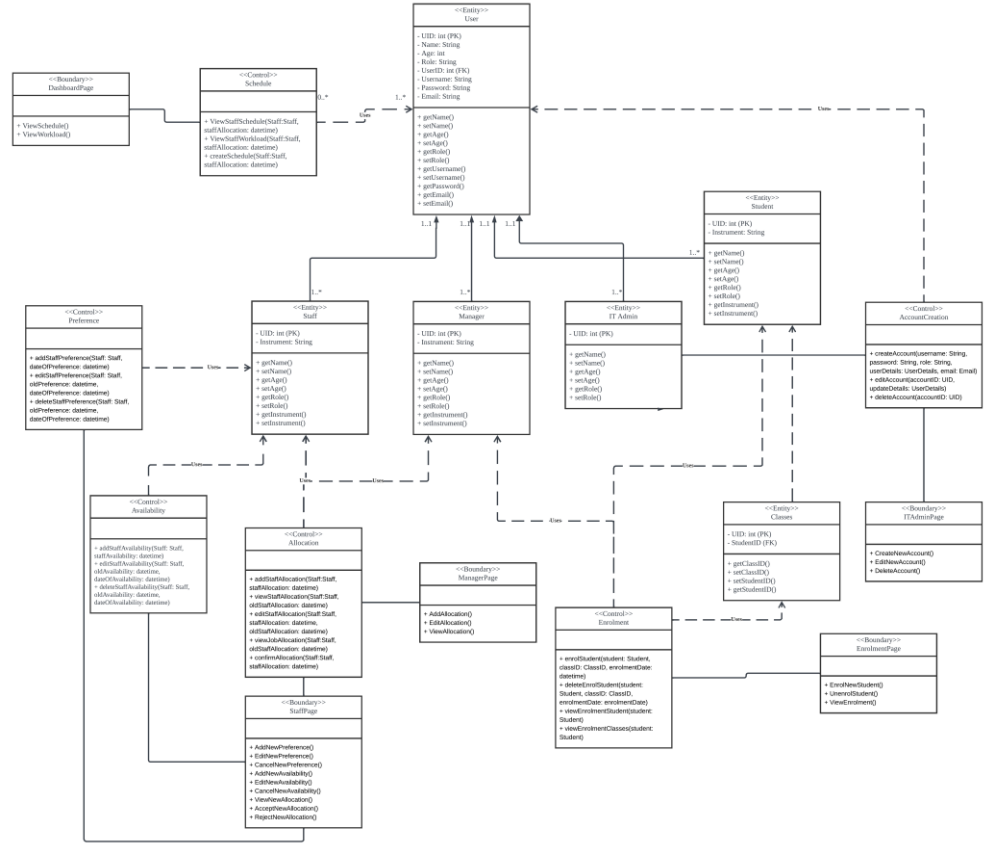 <<Entity>>
User
- UID: int (PK)
- Name: String
- Age: int
- Role: String
- UserID: int (FK)
- Username: String
- Password: String
- Email: String
+ getName()
+ setName()
+ getAge()
+ setAge()
+ getRole()
+ setRole()
+ getUsername()
+ setUsername()
+ getPassword()
+ getEmail()
+ setEmail()
<<Boundary>>
DashboardPage
+ ViewSchedule()
+ ViewWorkload()
<<Control>>
Schedule
+ ViewStaffSchedule(Staff:Staff,
staffAllocation: datetime)
+ ViewStaffWorkload(Staff:Staff,
staffAllocation: datetime)
+ createSchedule(Staff:Staff,
staffAllocation: datetime)
0..*
1..*
Uses
Uses
1..1
1..1
1..1
1..1
1..*
1..*
1..*
1..*
<<Entity>>
Student
- UID: int (PK)
- Instrument: String
+ getName()
+ setName()
+ getAge()
+ setAge()
+ getRole()
+ setRole()
+ getInstrument()
+ setInstrument()
<<Control>>
Preference
+ addStaffPreference(Staff: Staff,
dateOfPreference: datetime)
+ editStaffPreference(Staff: Staff,
oldPreference: datetime,
dateOfPreference: datetime)
+ deleteStaffPreference(Staff: Staff,
oldPreference: datetime,
dateOfPreference: datetime)
Uses
<<Entity>>
Staff
- UID: int (PK)
- Instrument: String
+ getName()
+ setName()
+ getAge()
+ setAge()
+ getRole()
+ setRole()
+ getInstrument()
+ setInstrument()
<<Entity>>
Manager
- UID: int (PK)
- Instrument: String
+ getName()
+ setName()
+ getAge()
+ setAge()
+ getRole()
+ setRole()
+ getInstrument()
+ setInstrument()
<<Entity>>
IT Admin
- UID: int (PK)
+ getName()
+ setName()
+ getAge()
+ setAge()
+ getRole()
+ setRole()
<<Control>>
AccountCreation
+ createAccount(username: String,
password: String, role: String,
userDetails: UserDetails, email: Email)
+ editAccount(accountID: UID,
updateDetails: UserDetails)
+ deleteAccount(accountID: UID)
Uses
Uses
Uses
Uses
Uses
<<Control>>
Availability
+ addStaffAvailability(Staff: Staff,
staffAvailability: datetime)
+ editStaffAvailability(Staff: Staff,
oldAvailability: datetime,
dateOfAvailability: datetime)
+ deleteStaffAvailability(Staff: Staff,
oldAvailability: datetime,
dateOfAvailability: datetime)
<<Control>>
Allocation
+ addStaffAllocation(Staff:Staff,
staffAllocation: datetime)
+ viewStaffAllocation(Staff:Staff,
oldStaffAllocation: datetime)
+ editStaffAllocation(Staff:Staff,
staffAllocation: datetime,
oldStaffAllocation: datetime)
+ viewJobAllocation(Staff:Staff,
oldStaffAllocation: datetime)
+ confirmAllocation(Staff:Staff,
staffAllocation: datetime)
<<Boundary>>
ManagerPage
+ AddAllocation()
+ EditAllocation()
+ ViewAllocation()
<<Entity>>
Classes
- UID: int (PK)
- StudentID (FK)
+ getClassID()
+ setClassID()
+ setStudentID()
+ getStudentID()
<<Boundary>>
ITAdminPage
+ CreateNewAccount()
+ EditNewAccount()
+ DeleteAccount()
<<Control>>
Enrolment
+ enrolStudent(student: Student,
classID: ClassID, enrolmentDate:
datetime)
+ deleteEnrolStudent(student:
Student, classID: ClassID,
enrolmentDate: enrolmentDate)
+ viewEnrolmentStudent(student:
Student)
+ viewEnrolmentClasses(student:
Student)
Uses
<<Boundary>>
EnrolmentPage
+ EnrolNewStudent()
+ UnenrolStudent()
+ ViewEnrolment()
<<Boundary>>
StaffPage
+ AddNewPreference()
+ EditNewPreference()
+ CancelNewPreference()
+ AddNewAvailability()
+ EditNewAvailability()
+ CancelNewAvailability()
+ ViewNewAllocation()
+ AcceptNewAllocation()
+ RejectNewAllocation()